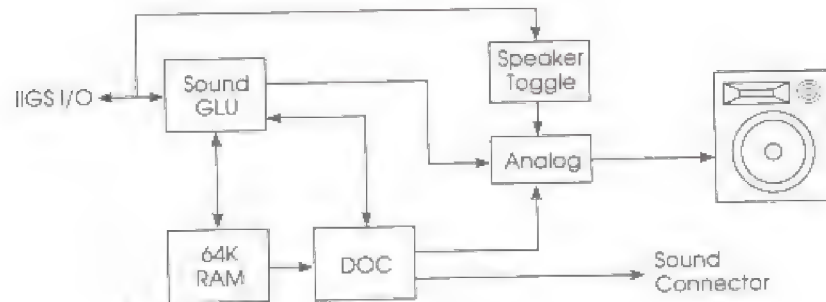 Speaker
Toggle
IIGS I/O
Sound
GLU
Analog
64K
RAM
DOC
Sound
Connector